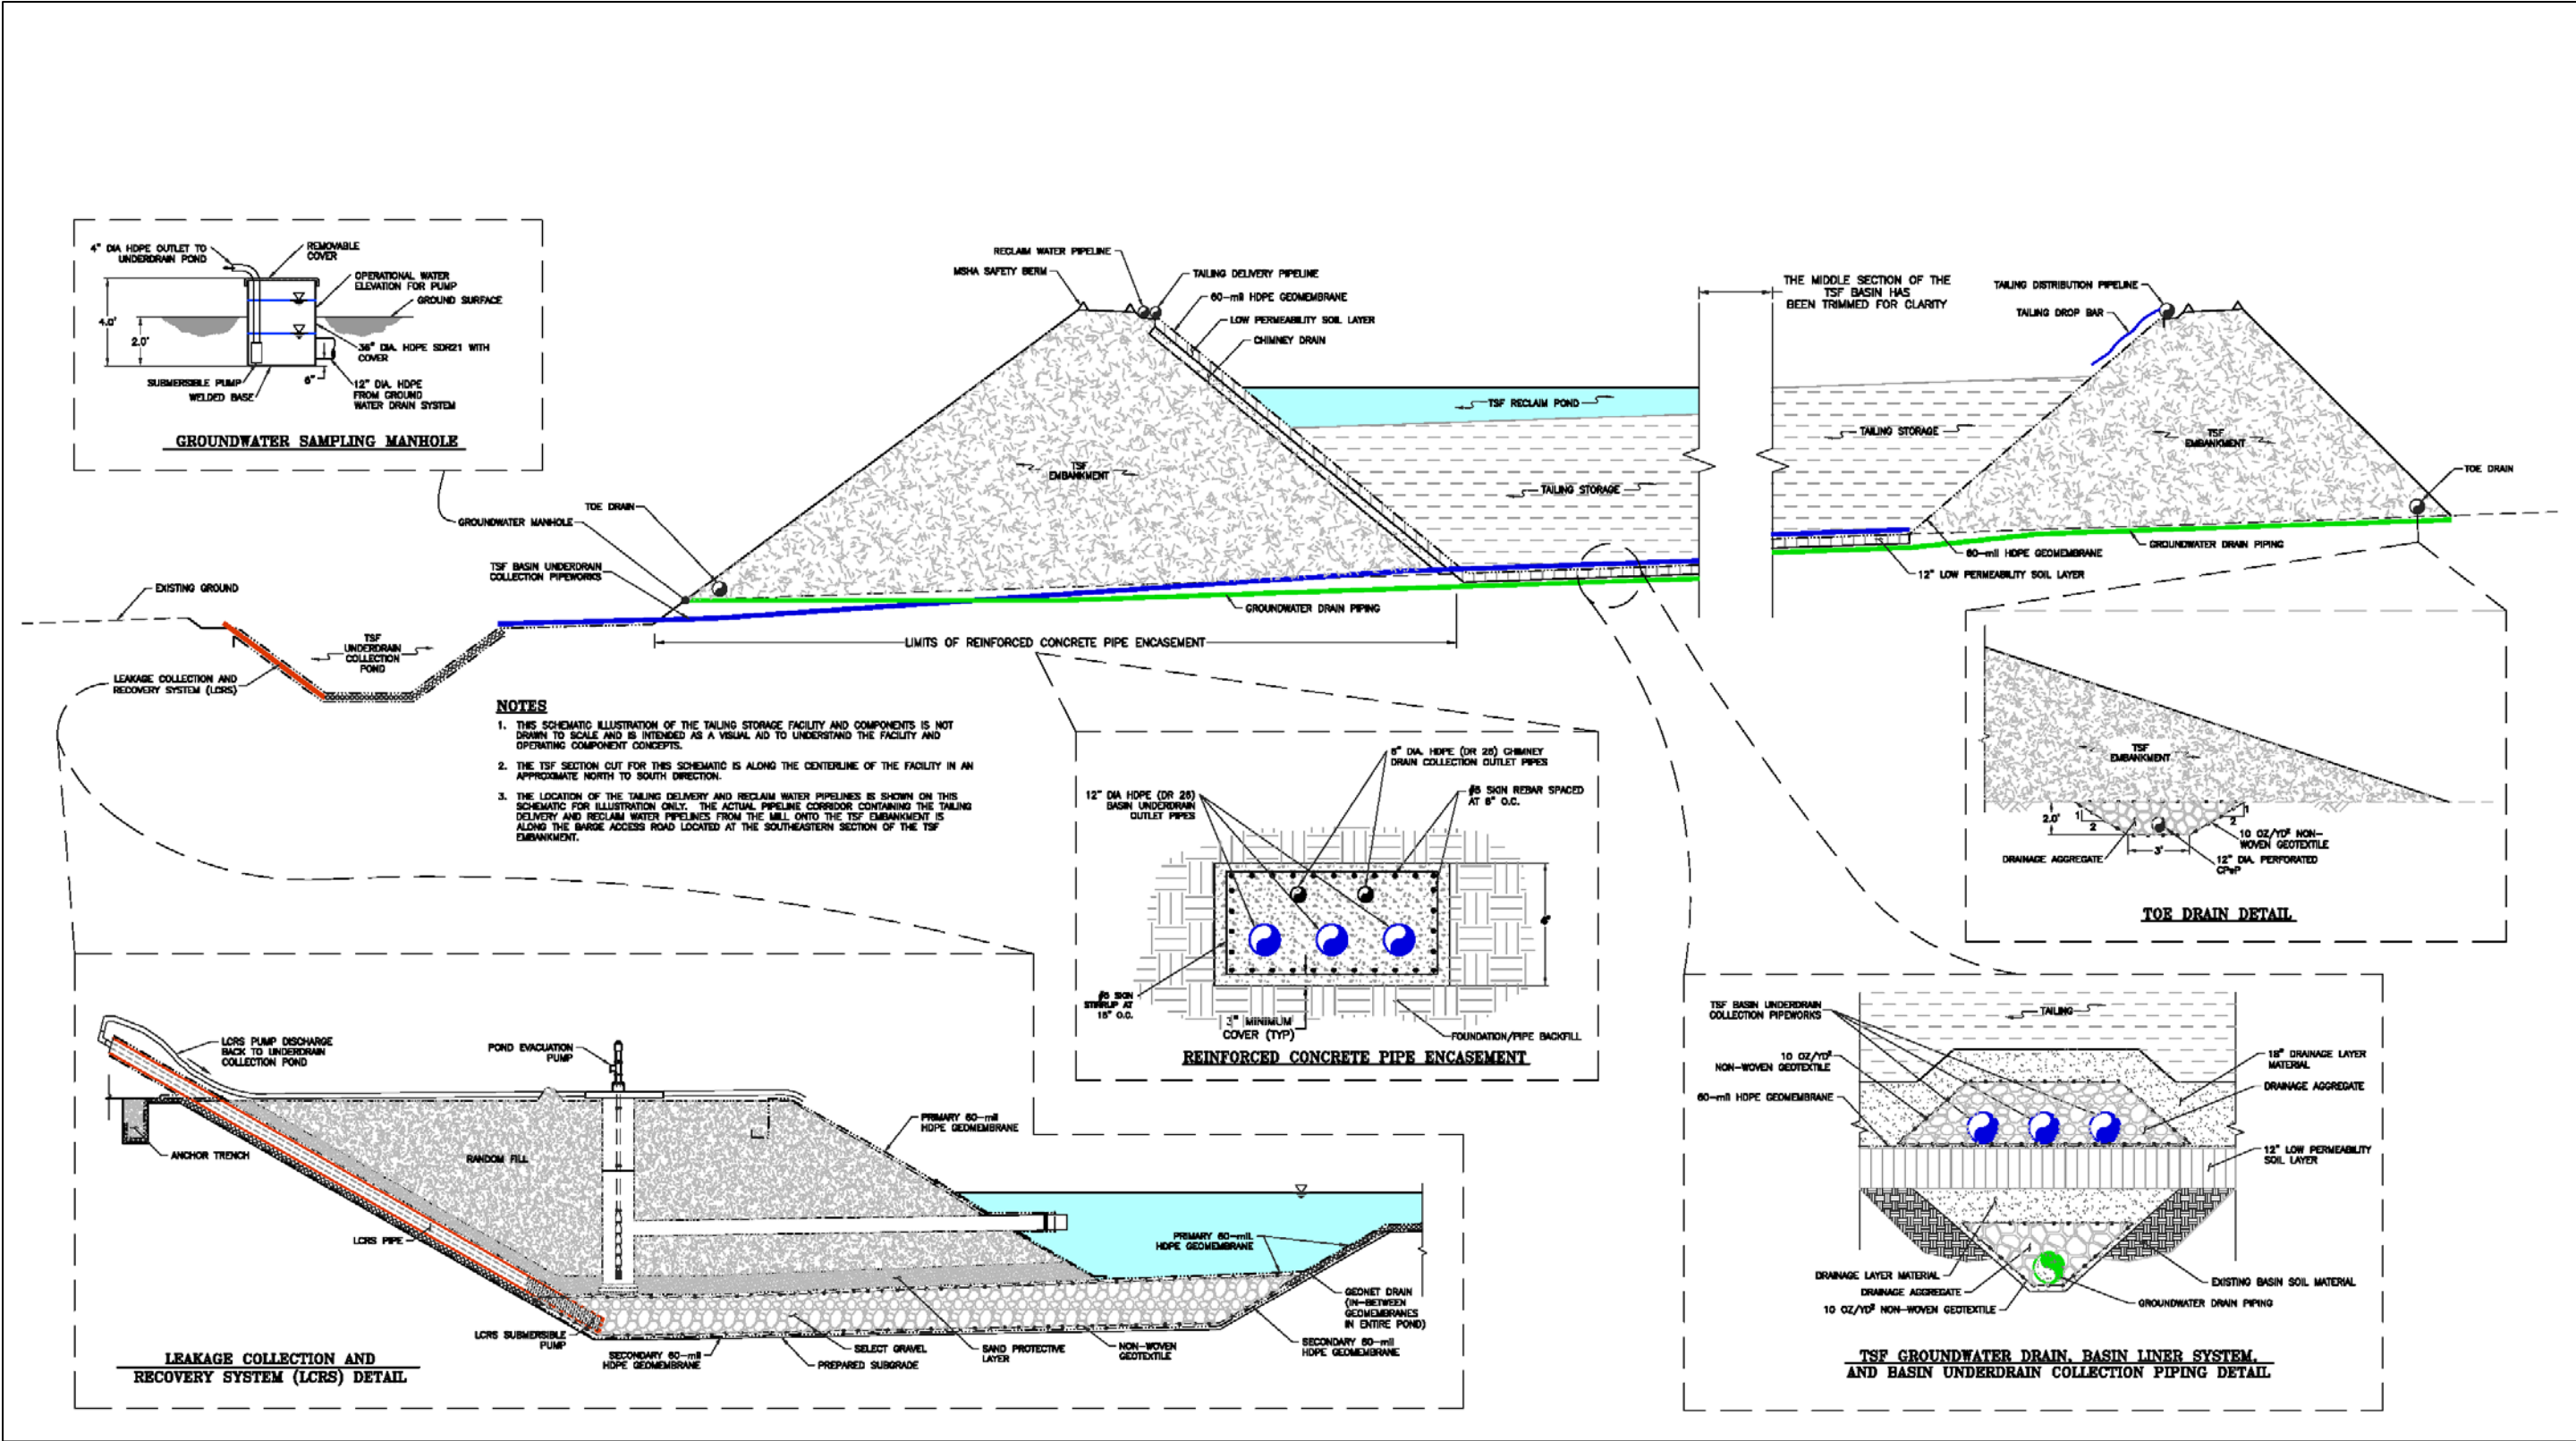 4" DIA HDPE OUTLET TO
UNDERDRAIN POND
REMOVABLE
COVER
OPERATIONAL WATER
ELEVATION FOR PUMP
GROUND SURFACE
4.0'
2.0'
36" DIA. HDPE SDR21 WITH
COVER
6"
SUBMERSIBLE PUMP
WELDED BASE
12" DIA. HDPE
FROM GROUND
WATER DRAIN SYSTEM
GROUNDWATER SAMPLING MANHOLE
RECLAIM WATER PIPELINE
MSHA SAFETY BERM
TAILING DELIVERY PIPELINE
60-mil HDPE GEOMEMBRANE
LOW PERMEABILITY SOIL LAYER
CHIMNEY DRAIN
TSF RECLAIM POND
TSF
EMBANKMENT
TAILING STORAGE
THE MIDDLE SECTION OF THE
TSF BASIN HAS
BEEN TRIMMED FOR CLARITY
TAILING DISTRIBUTION PIPELINE
TAILING DROP BAR
TAILING STORAGE
TSF
EMBANKMENT
TOE DRAIN
60-mil HDPE GEOMEMBRANE
GROUNDWATER DRAIN PIPING
12" LOW PERMEABILITY SOIL LAYER
TOE DRAIN
GROUNDWATER MANHOLE
TSF BASIN UNDERDRAIN
COLLECTION PIPEWORKS
EXISTING GROUND
TSF
UNDERDRAIN
COLLECTION
POND
LEAKAGE COLLECTION AND
RECOVERY SYSTEM (LCRS)
GROUNDWATER DRAIN PIPING
LIMITS OF REINFORCED CONCRETE PIPE ENCASEMENT
NOTES
1. THIS SCHEMATIC ILLUSTRATION OF THE TAILING STORAGE FACILITY AND COMPONENTS IS NOT
DRAWN TO SCALE AND IS INTENDED AS A VISUAL AID TO UNDERSTAND THE FACILITY AND
OPERATING COMPONENT CONCEPTS.
2. THE TSF SECTION CUT FOR THIS SCHEMATIC IS ALONG THE CENTERLINE OF THE FACILITY IN AN
APPROXIMATE NORTH TO SOUTH DIRECTION.
3. THE LOCATION OF THE TAILING DELIVERY AND RECLAIM WATER PIPELINES IS SHOWN ON THIS
SCHEMATIC FOR ILLUSTRATION ONLY. THE ACTUAL PIPELINE CORRIDOR CONTAINING THE TAILING
DELIVERY AND RECLAIM WATER PIPELINES FROM THE MILL ONTO THE TSF EMBANKMENT IS
ALONG THE BARGE ACCESS ROAD LOCATED AT THE SOUTHEASTERN SECTION OF THE TSF
EMBANKMENT.
DIA. HDPE (DR 26) CHIMNEY
DRAIN COLLECTION OUTLET PIPES
12" DIA HDPE (DR 26)
BASIN UNDERDRAIN
OUTLET PIPES
#5 SKIN REBAR SPACED
AT O.C.
#5 SKIN
STIRRUP AT
O.C.
3" MINIMUM
COVER (TYP)
FOUNDATION/PIPE BACKFILL
REINFORCED CONCRETE PIPE ENCASEMENT
TSF
EMBANKMENT
2.0'
1
2
1
2
3'
DRAINAGE AGGREGATE
10 OZ/YD² NON-
WOVEN GEOTEXTILE
12" DIA. PERFORATED
CPeP
TOE DRAIN DETAIL
LCRS PUMP DISCHARGE
BACK TO UNDERDRAIN
COLLECTION POND
POND EVACUATION
PUMP
PRIMARY 60-mil
HDPE GEOMEMBRANE
ANCHOR TRENCH
RANDOM FILL
LCRS PIPE
PRIMARY 60-mil
HDPE GEOMEMBRANE
GEONET DRAIN
(IN-BETWEEN
GEOMEMBRANES
IN ENTIRE POND)
LCRS SUBMERSIBLE
PUMP
SECONDARY 60-mil
HDPE GEOMEMBRANE
SELECT GRAVEL
PREPARED SUBGRADE
SAND PROTECTIVE
LAYER
NON-WOVEN
GEOTEXTILE
SECONDARY 60-mil
HDPE GEOMEMBRANE
LEAKAGE COLLECTION AND
RECOVERY SYSTEM (LCRS) DETAIL
TSF BASIN UNDERDRAIN
COLLECTION PIPEWORKS
TAILING
10 OZ/YD²
NON-WOVEN GEOTEXTILE
60-mil HDPE GEOMEMBRANE
18" DRAINAGE LAYER
MATERIAL
DRAINAGE AGGREGATE
12" LOW PERMEABILITY
SOIL LAYER
DRAINAGE LAYER MATERIAL
DRAINAGE AGGREGATE
10 OZ/YD² NON-WOVEN GEOTEXTILE
EXISTING BASIN SOIL MATERIAL
GROUNDWATER DRAIN PIPING
TSF GROUNDWATER DRAIN, BASIN LINER SYSTEM,
AND BASIN UNDERDRAIN COLLECTION PIPING DETAIL